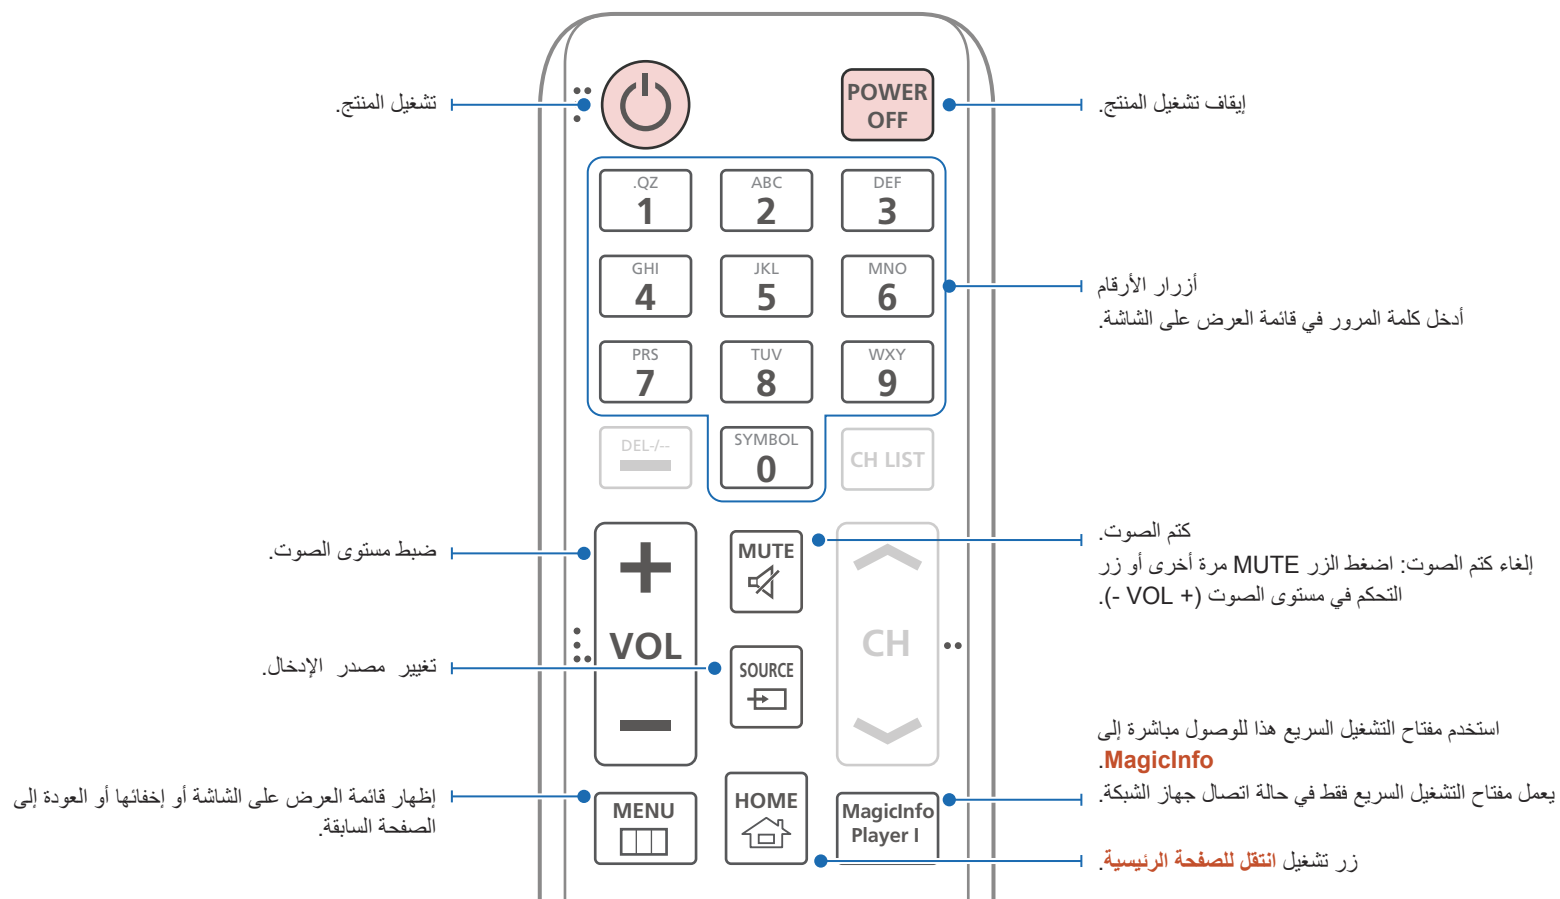 تشغيل المنتج.
POWER
OFF
إيقاف تشغيل المنتج.
.QZ
1
ABC
2
DEF
3
GHI
4
JKL
5
MNO
6
أزرار الأرقام
أدخل كلمة المرور في قائمة العرض على الشاشة.
PRS
7
TUV
8
WXY
9
DEL-/--
SYMBOL
0
CH LIST
ضبط مستوى الصوت.
VOL
MUTE
كتم الصوت.
إلغاء كتم الصوت: اضغط الزر MUTE مرة أخرى أو زر
التحكم في مستوى الصوت (+ VOL -).
CH
تغيير مصدر الإدخال.
SOURCE
استخدم مفتاح التشغيل السريع هذا للوصول مباشرة إلى
MagicInfo.
يعمل مفتاح التشغيل السريع فقط في حالة اتصال جهاز الشبكة.
إظهار قائمة العرض على الشاشة أو إخفائها أو العودة إلى
الصفحة السابقة.
MENU
HOME
MagicInfo
Player I
زر تشغيل انتقل للصفحة الرئيسية.